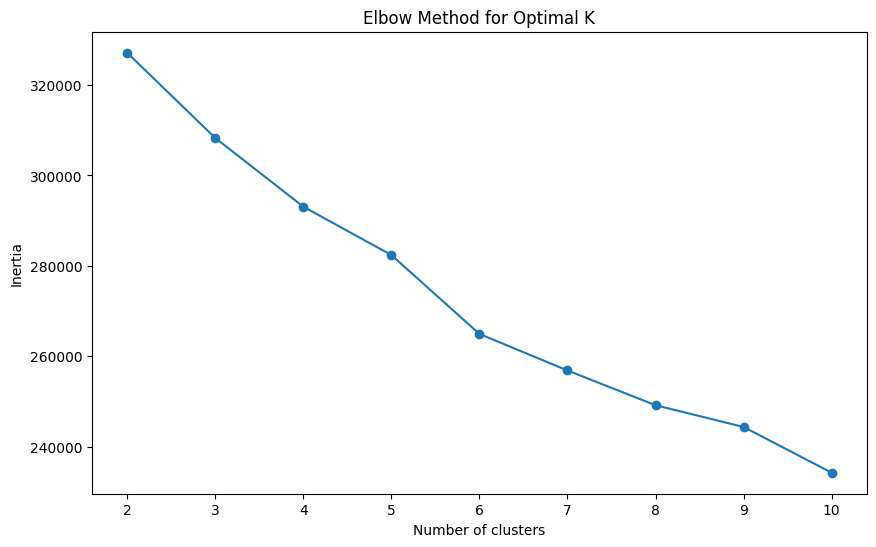 Elbow Method for Optimal K
320000
300000
280000
260000
240000
Inertia
2 3 4 5 6 7 8 9 10
Number of clusters